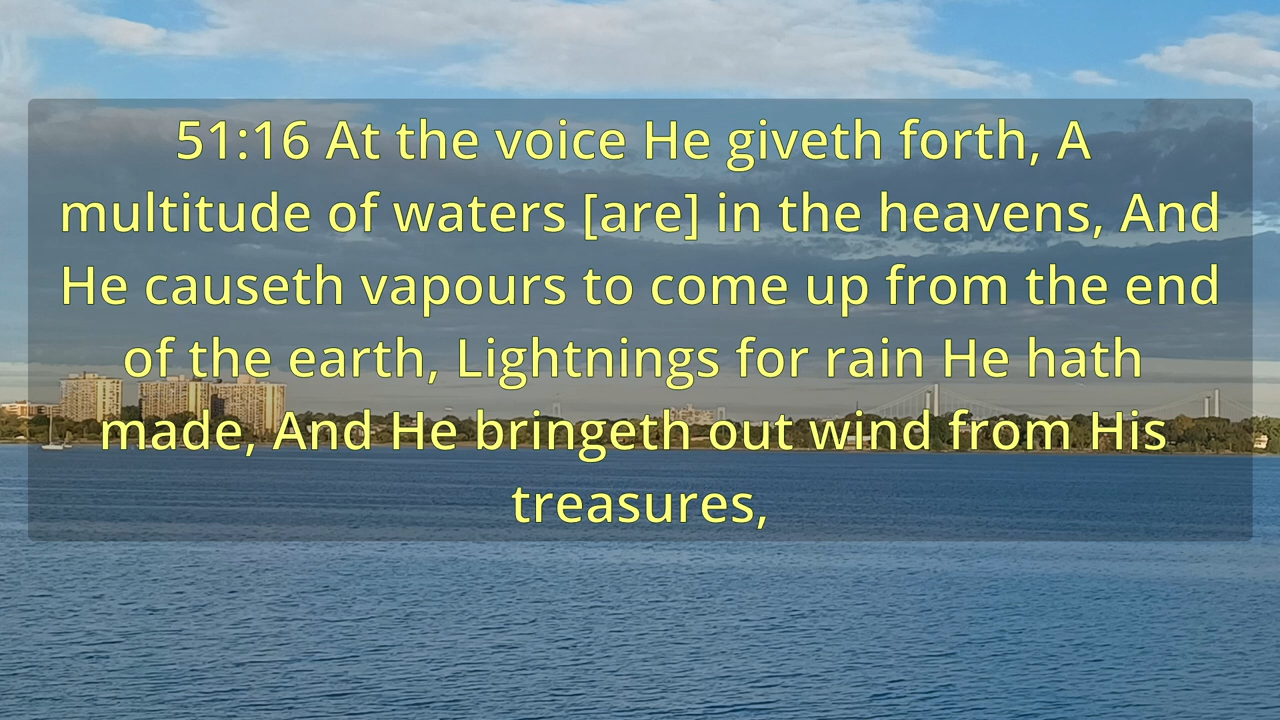 51:16 At the voice He giveth forth, A
multitude of waters [are] in the heavens, And
He causeth vapours to come up from the end
of the earth, Lightnings for rain He hath
made, And He bringeth out wind from His
treasures,